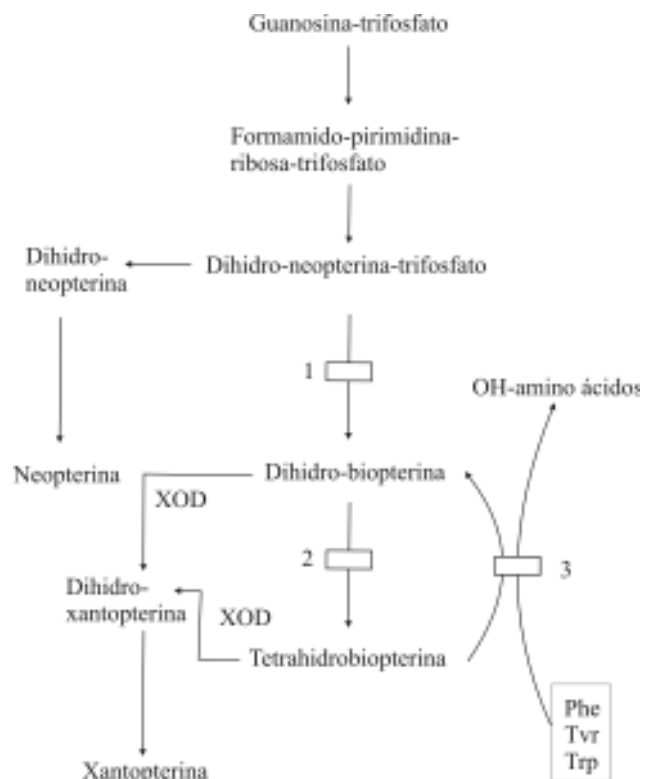 Guanosina-trifosfato
Formamido-pirimidina-
ribosa-trifosfato
Dihidro-
neopterina
Dihidro-neopterina-trifosfato
1
OH-amino ácidos
Neopterina
Dihidro-biopterina
XOD
2
3
Dihidro-
xantopterina
XOD
Tetrahidrobiopterina
Phe
Tyr
Trp
Xantopterina